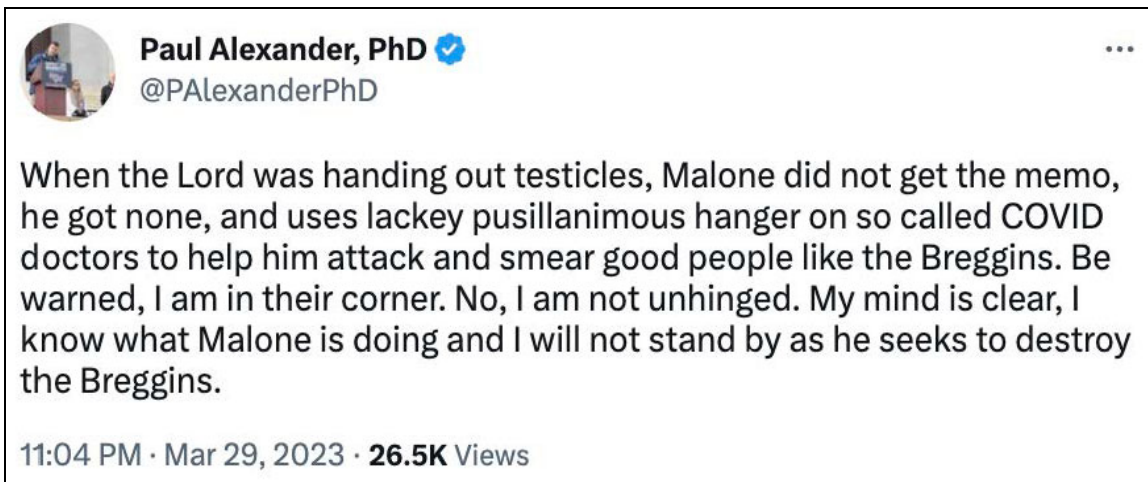 Paul Alexander, PhD
@PAlexanderPhD
When the Lord was handing out testicles, Malone did not get the memo,
he got none, and uses lackey pusillanimous hanger on so called COVID
doctors to help him attack and smear good people like the Breggins. Be
warned, I am in their corner. No, I am not unhinged. My mind is clear, I
know what Malone is doing and I will not stand by as he seeks to destroy
the Breggins.
11:04 PM · Mar 29, 2023 · 26.5K Views